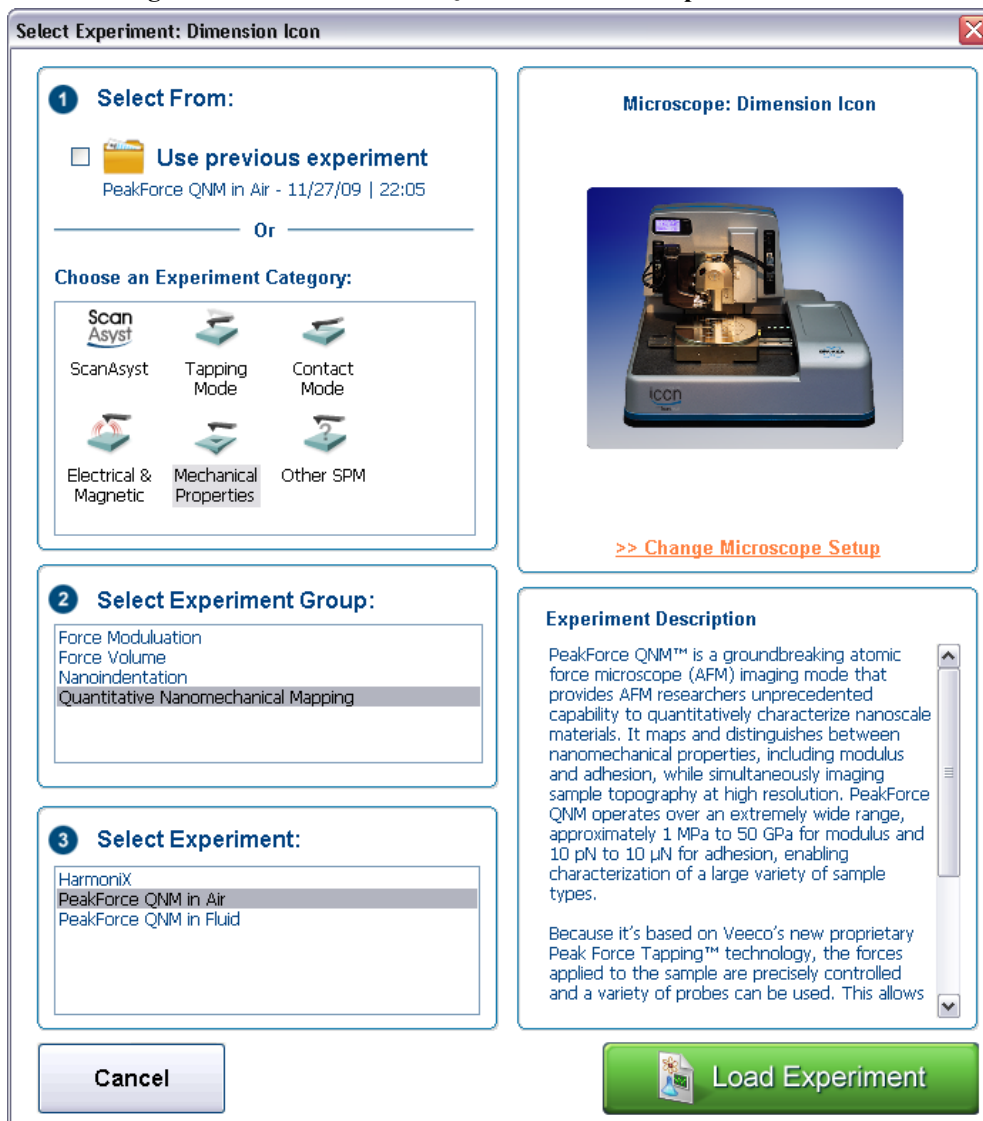 Select Experiment: Dimension Icon
1 Select From:
Use previous experiment
PeakForce QNM in Air - 11/27/09 | 22:05
Or
Choose an Experiment Category:
Scan
Asyst
ScanAsyst
Tapping
Mode
Contact
Mode
Electrical &
Magnetic
Mechanical
Properties
Other SPM
2 Select Experiment Group:
Force Moduluation
Force Volume
Nanoindentation
Quantitative Nanomechanical Mapping
3 Select Experiment:
HarmoniX
PeakForce QNM in Air
PeakForce QNM in Fluid
Cancel
Microscope: Dimension Icon
icon
>> Change Microscope Setup
Experiment Description
PeakForce QNM™ is a groundbreaking atomic
force microscope (AFM) imaging mode that
provides AFM researchers unprecedented
capability to quantitatively characterize nanoscale
materials. It maps and distinguishes between
nanomechanical properties, including modulus
and adhesion, while simultaneously imaging
sample topography at high resolution. PeakForce
QNM operates over an extremely wide range,
approximately 1 MPa to 50 GPa for modulus and
10 pN to 10 µN for adhesion, enabling
characterization of a large variety of sample
types.
Because it's based on Veeco's new proprietary
Peak Force Tapping™ technology, the forces
applied to the sample are precisely controlled
and a variety of probes can be used. This allows
Load Experiment